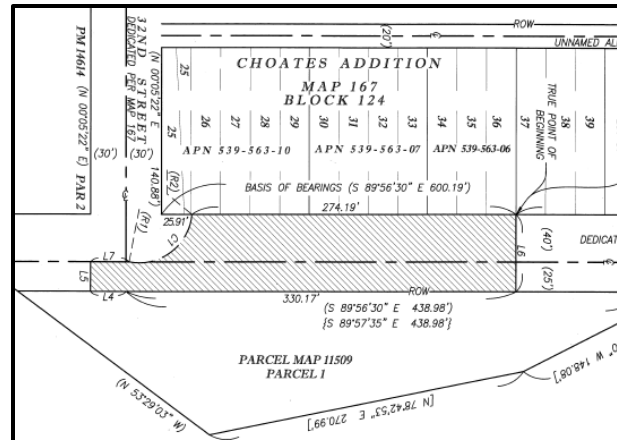 ROW
(20')
UNNAMED AL
CHOATES ADDITION
MAP 167
BLOCK 124
PM 14614 (N 00°05'22" E) PAR 2
32ND STREET
DEDICATED PER MAP 167
(N 00°05'22" E
140.88')
(30') (30')
25
25 26 27 28 29 30 31 32 33 34 35 36 37 38 39
APN 539-563-10 APN 539-563-07 APN 539-563-06
TRUE POINT OF
BEGINNING
(R2)
BASIS OF BEARINGS (S 89°56'30" E 600.19')
274.19'
25.91'
(R1)
C1
L7
L6
(40')
DEDICAT
L5
(25')
L4
330.17'
ROW
(S 89°56'30" E 438.98')
{S 89°57'35" E 438.98'}
PARCEL MAP 11509
PARCEL 1
(N 53°29'03" W)
[N 78°42'53" E 270.99']
0" W 148.08']